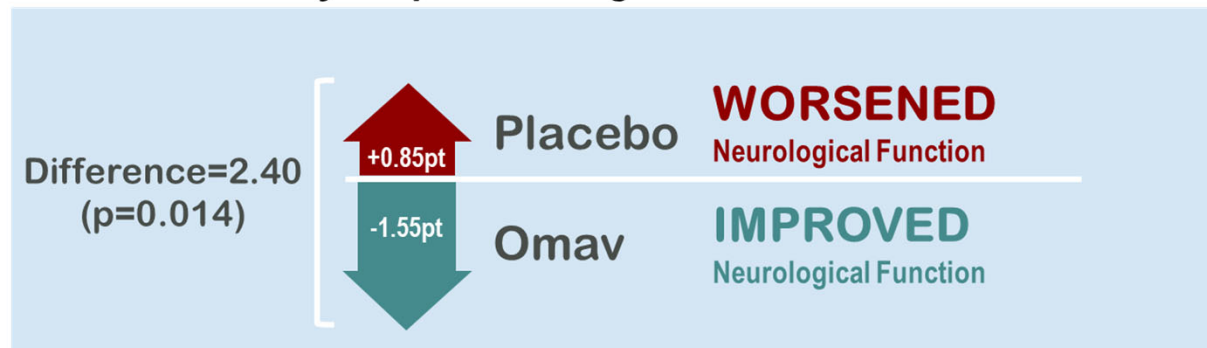 Difference=2.40
(p=0.014)
+0.85pt
Placebo
WORSENED
Neurological Function
-1.55pt
Omav
IMPROVED
Neurological Function